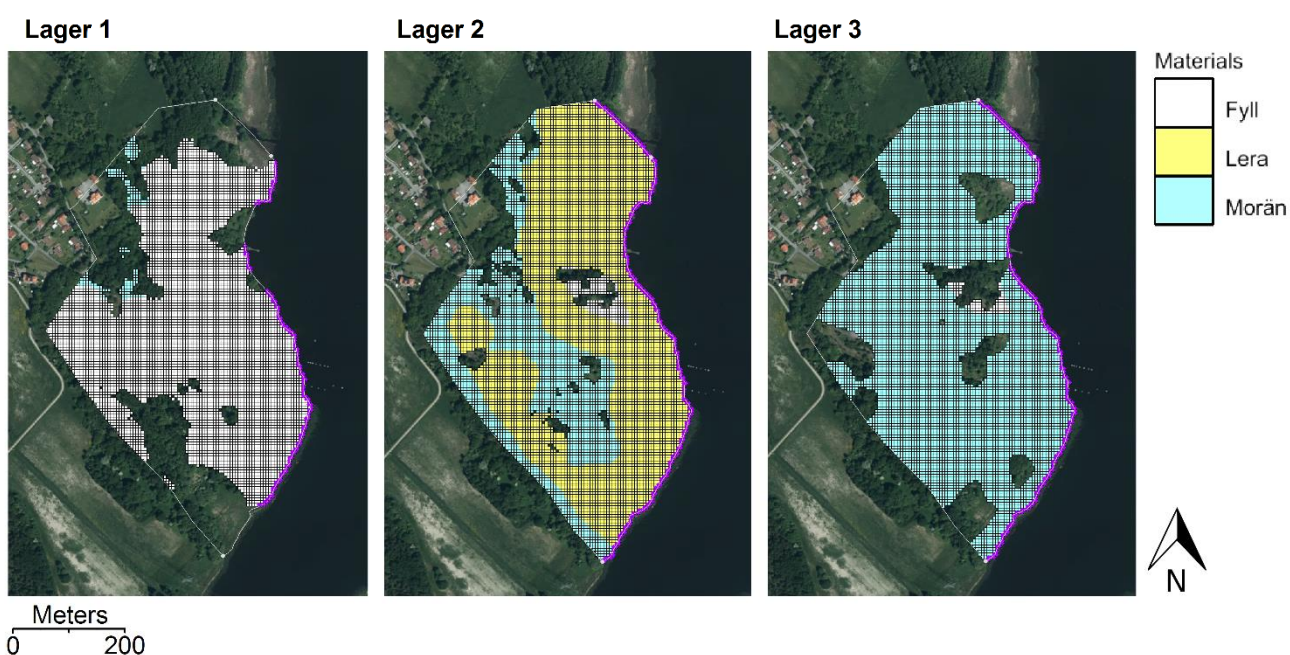 Lager 1
Lager 2
Lager 3
Materials
Fyll
Lera
Morän
N
Meters
0 200